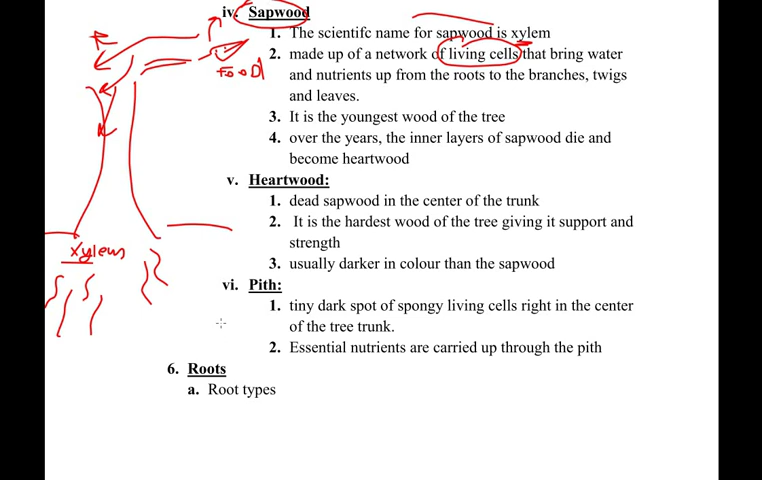 iv. Sapwood
1. The scientifc name for sapwood is xylem
2. made up of a network of living cells that bring water
and nutrients up from the roots to the branches, twigs
and leaves.
FOOD
3. It is the youngest wood of the tree
4. over the years, the inner layers of sapwood die and
become heartwood
v. Heartwood:
1. dead sapwood in the center of the trunk
2. It is the hardest wood of the tree giving it support and
strength
xylem
3. usually darker in colour than the sapwood
vi. Pith:
1. tiny dark spot of spongy living cells right in the center
of the tree trunk.
2. Essential nutrients are carried up through the pith
6. Roots
a. Root types